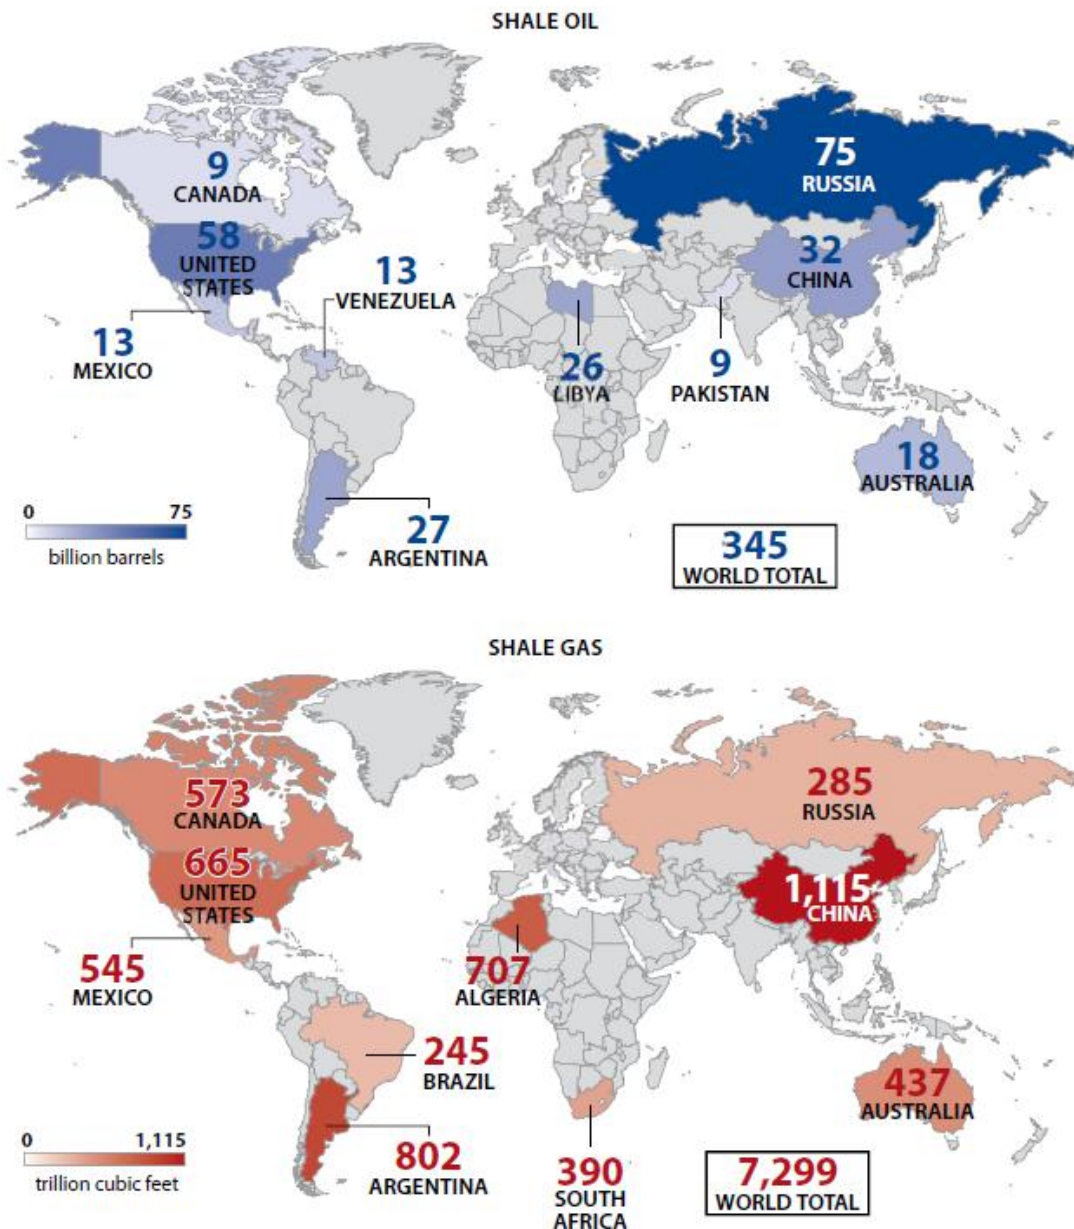 SHALE OIL
75
RUSSIA
9
CANADA
58
UNITED
STATES
32
CHINA
13
VENEZUELA
13
MEXICO
26
LIBYA
9
PAKISTAN
18
AUSTRALIA
0 75
billion barrels
27
ARGENTINA
345
WORLD TOTAL
SHALE GAS
573
CANADA
285
RUSSIA
665
UNITED
STATES
1,115
CHINA
545
MEXICO
707
ALGERIA
245
BRAZIL
437
AUSTRALIA
0 1,115
trillion cubic feet
802
ARGENTINA
390
SOUTH
AFRICA
7,299
WORLD TOTAL